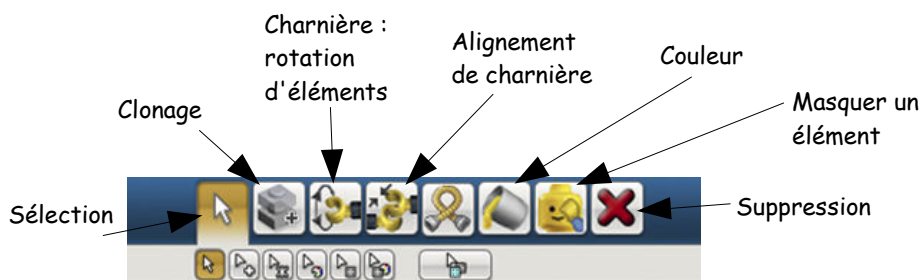 Charnière :
rotation
d'éléments
Alignement
de charnière
Couleur
Clonage
Masquer un
élément
Sélection
Suppression